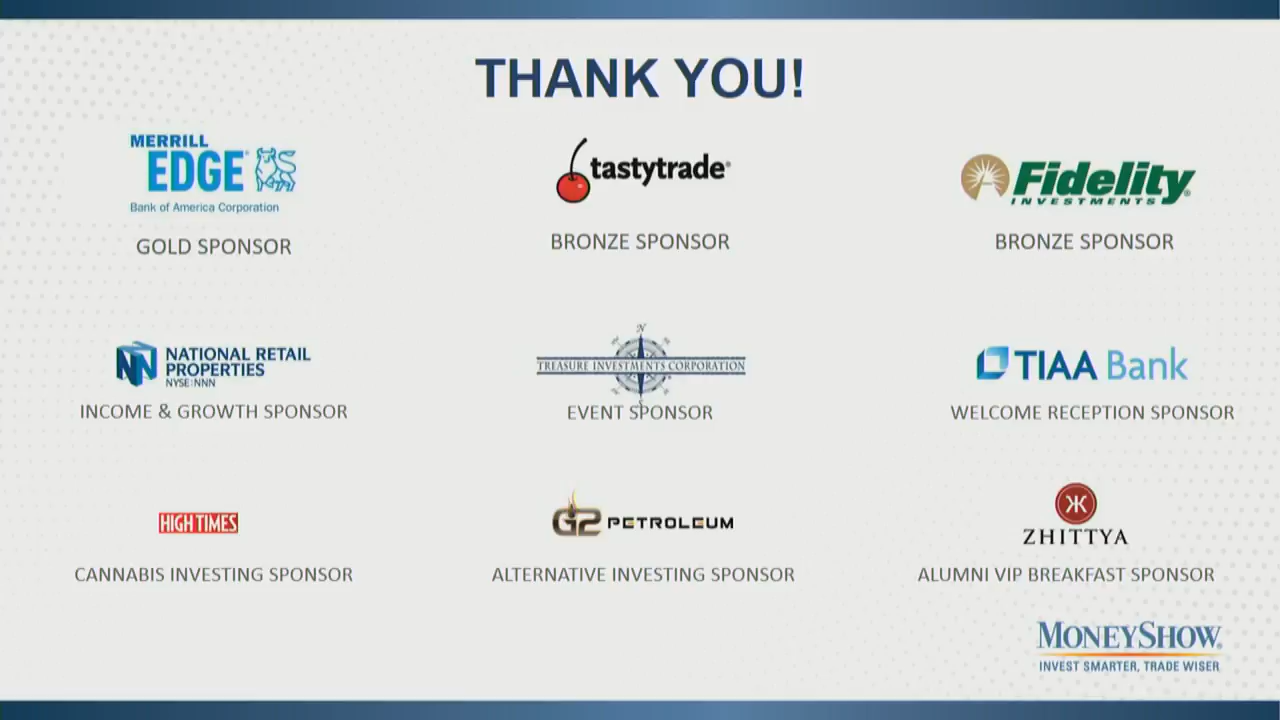 THANK YOU!
MERRILL
EDGE®
Bank of America Corporation
GOLD SPONSOR
tastytrade®
BRONZE SPONSOR
Fidelity®
INVESTMENTS
BRONZE SPONSOR
NATIONAL RETAIL
PROPERTIES
NYSE:NNN
INCOME & GROWTH SPONSOR
N
TREASURE INVESTMENTS CORPORATION
EVENT SPONSOR
TIAA Bank
WELCOME RECEPTION SPONSOR
HIGH TIMES
CANNABIS INVESTING SPONSOR
G2 PETROLEUM
ALTERNATIVE INVESTING SPONSOR
ZHITTYA
ALUMNI VIP BREAKFAST SPONSOR
MONEYSHOW®
INVEST SMARTER, TRADE WISER